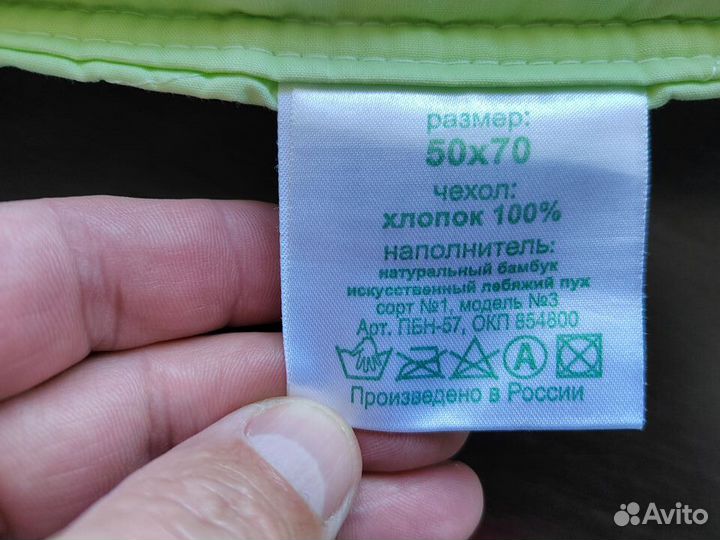 размер:
50x70
чехол:
хлопок 100%
наполнитель:
натуральный бамбук
искусственный лебяжий пух
сорт №1, модель №3
Арт. ПБН-57, ОКП 854800
A
Произведено в России
Avito